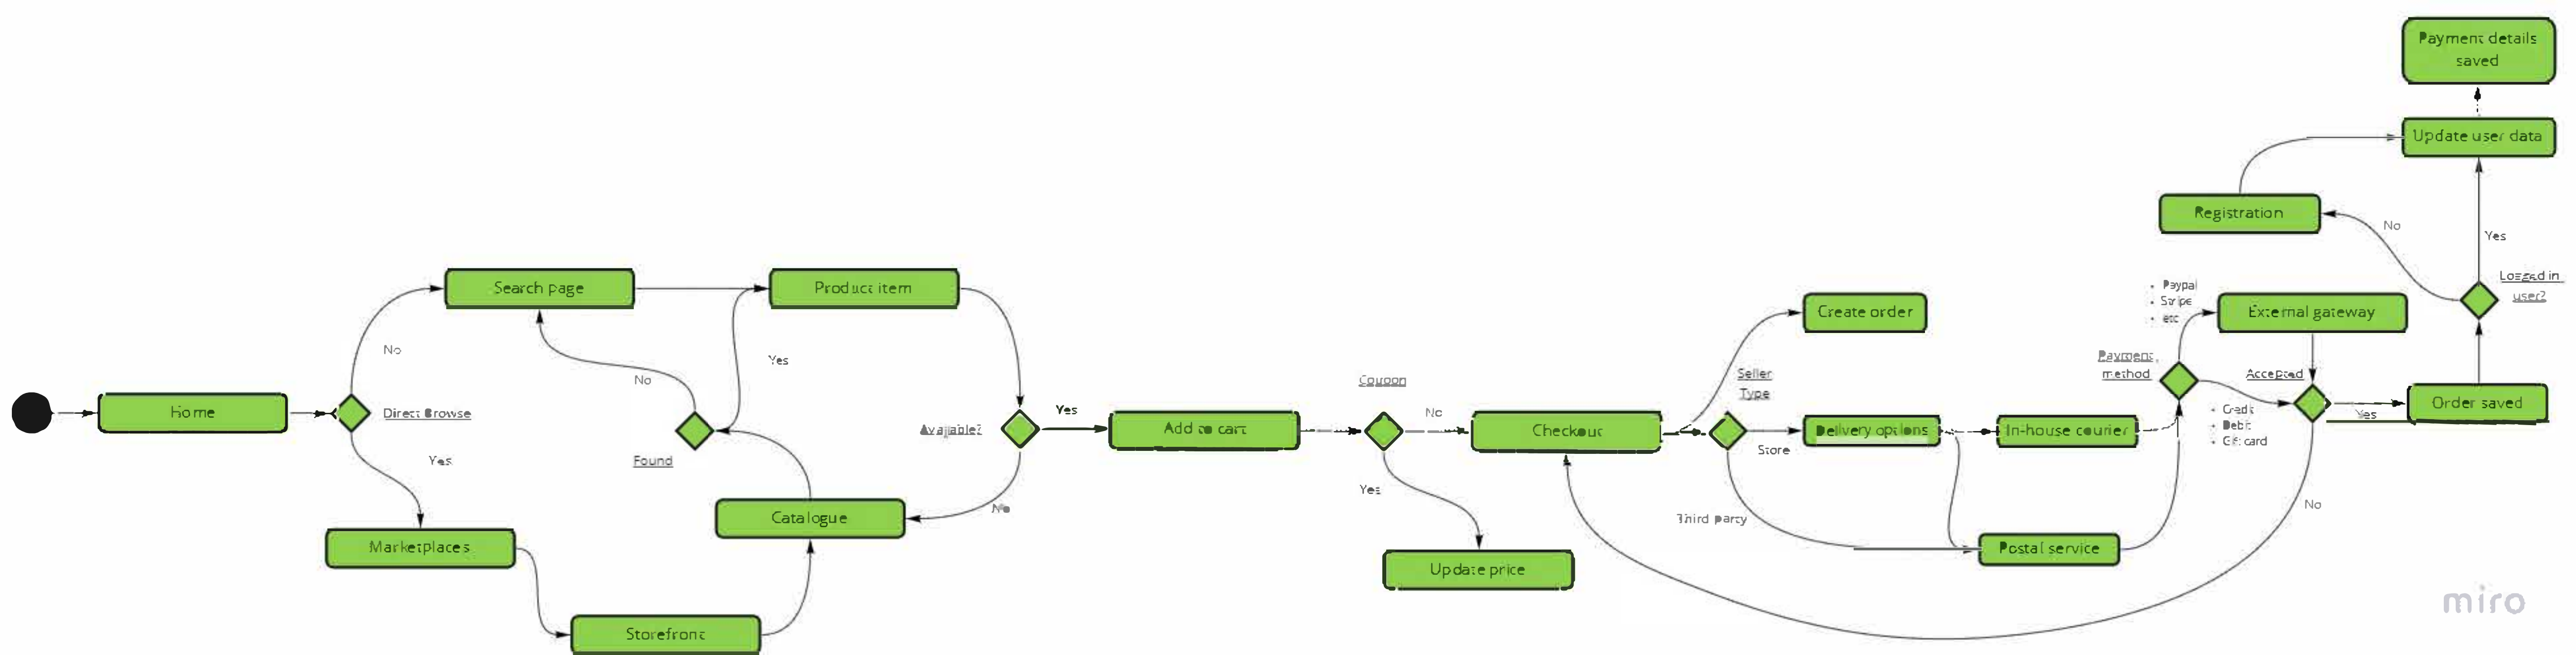 Payment details
saved
Update user data
Registration
No
Yes
Logged in
user?
Search page
Product item
Paypal
Stripe
etc
External gateway
Create order
No
Yes
Payment
method
Accepted
Seller
Type
Coupon
No
Home
Direct Browse
Available?
Yes
Add to cart
No
Checkout
Delivery options
In-house courier
Credit
Debit
Gift card
Yes
Order saved
Store
Found
Yes
Yes
Catalogue
No
Third party
No
Marketplaces
Postal service
Update price
Storefront
miro